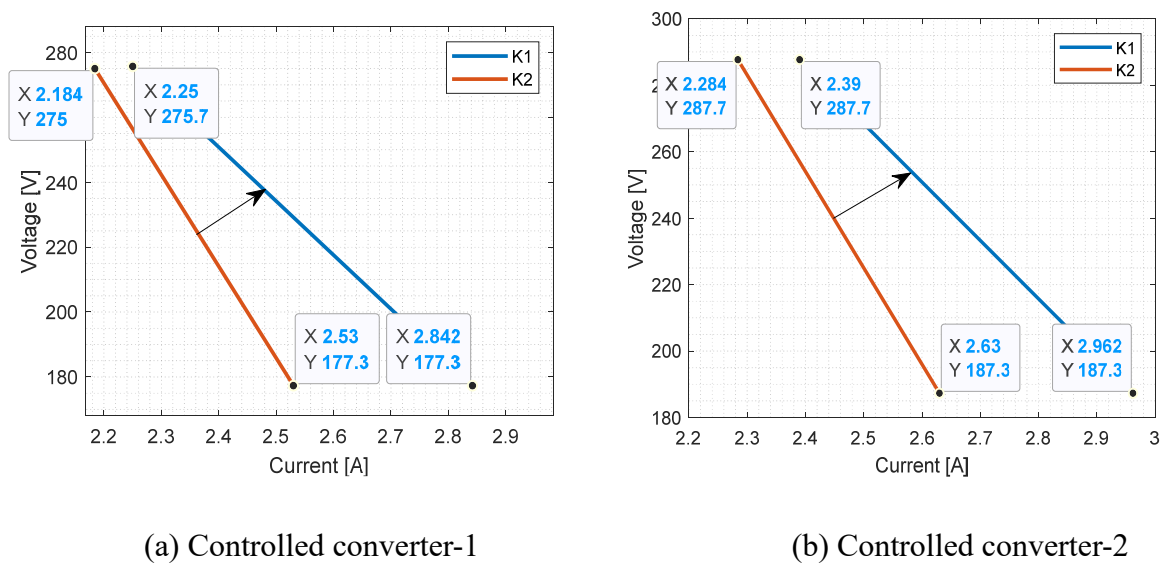 280
240
200
180
2.2
2.3
2.4
2.5
2.6
2.7
2.8
2.9
Voltage [V]
Current [A]
K1
K2
X 2.184
Y 275
X 2.25
Y 275.7
X 2.53
Y 177.3
X 2.842
Y 177.3
(a) Controlled converter-1
300
260
240
220
200
180
2.2
2.3
2.4
2.5
2.6
2.7
2.8
2.9
3
Voltage [V]
Current [A]
K1
K2
X 2.284
Y 287.7
X 2.39
Y 287.7
X 2.63
Y 187.3
X 2.962
Y 187.3
(b) Controlled converter-2